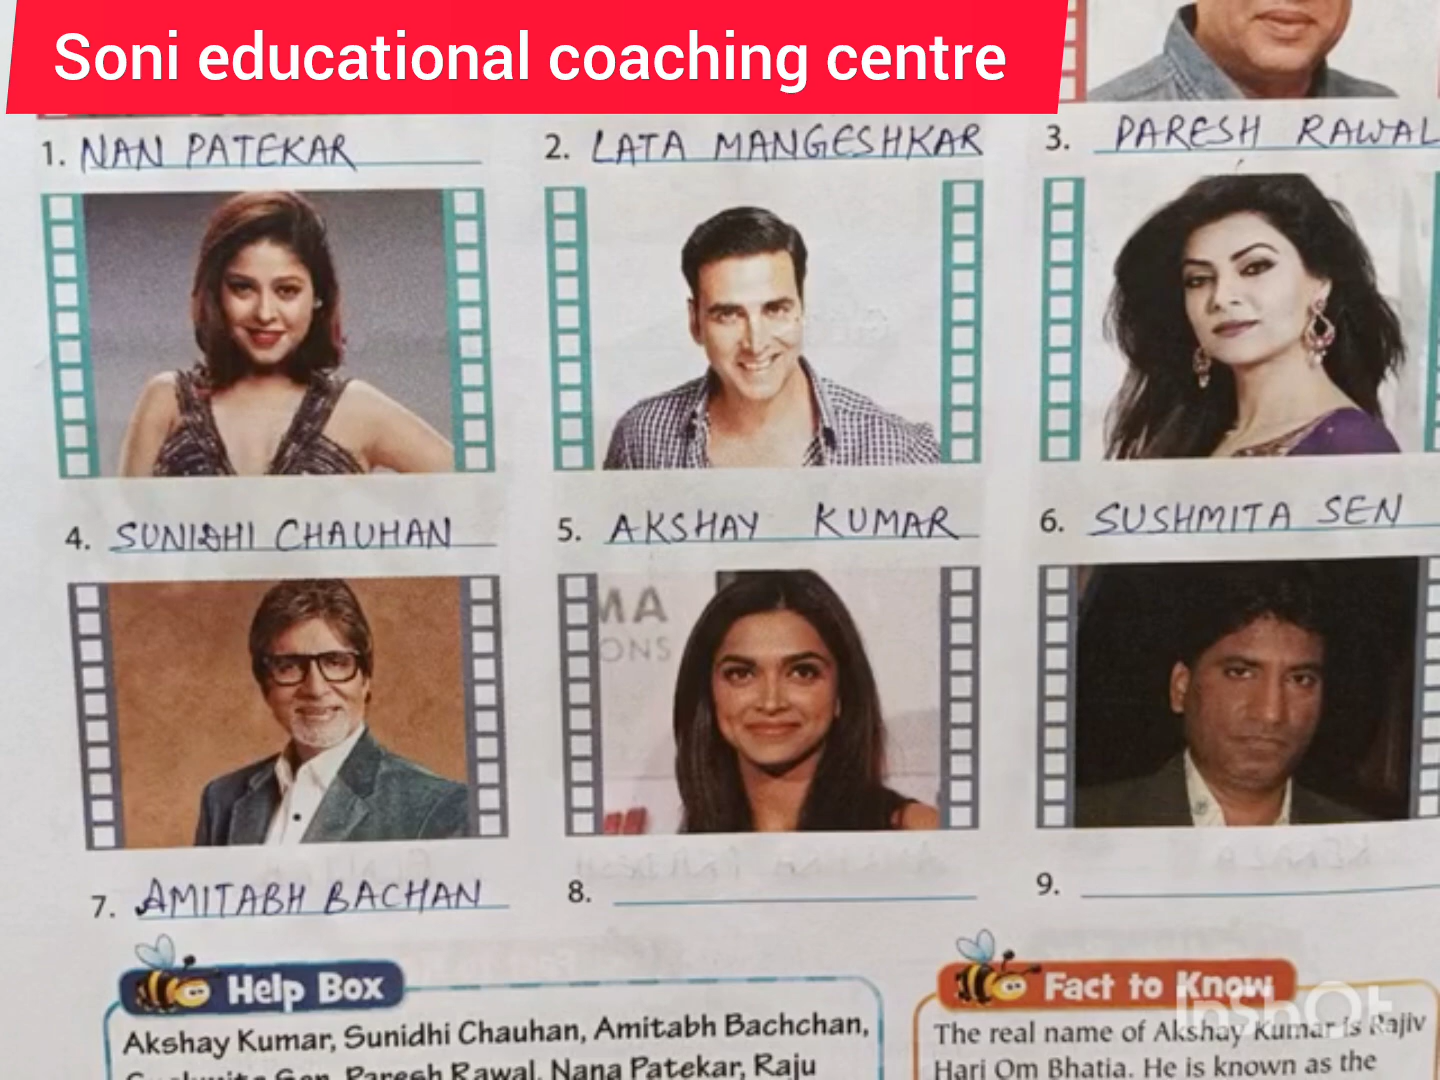 Soni educational coaching centre
1. NAN PATEKAR
2. LATA MANGESHKAR
3. PARESH RAWAL
4. SUNIDHI CHAUHAN
5. AKSHAY KUMAR
6. SUSHMITA SEN
MA
ONS
7. AMITABH BACHAN
8.
9.
Help Box
Akshay Kumar, Sunidhi Chauhan, Amitabh Bachchan,
Sushmita Sen, Paresh Rawal, Nana Patekar, Raju
Fact to Know
The real name of Akshay Kumar is Rajiv
Hari Om Bhatia. He is known as the
InShOt